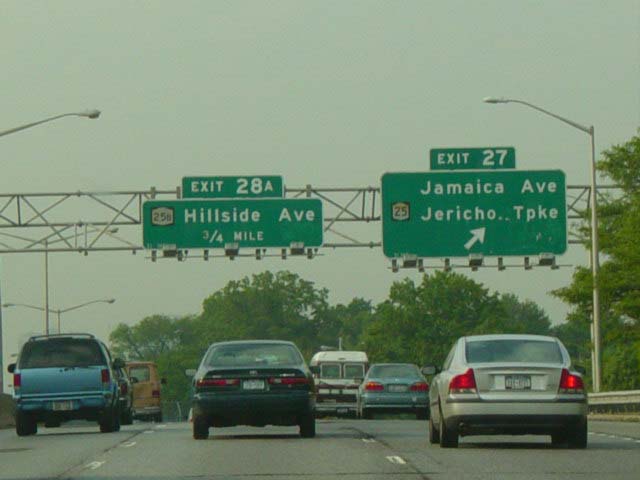 EXIT 28A
25B Hillside Ave
3/4 MILE
EXIT 27
Jamaica Ave
25 Jericho Tpke